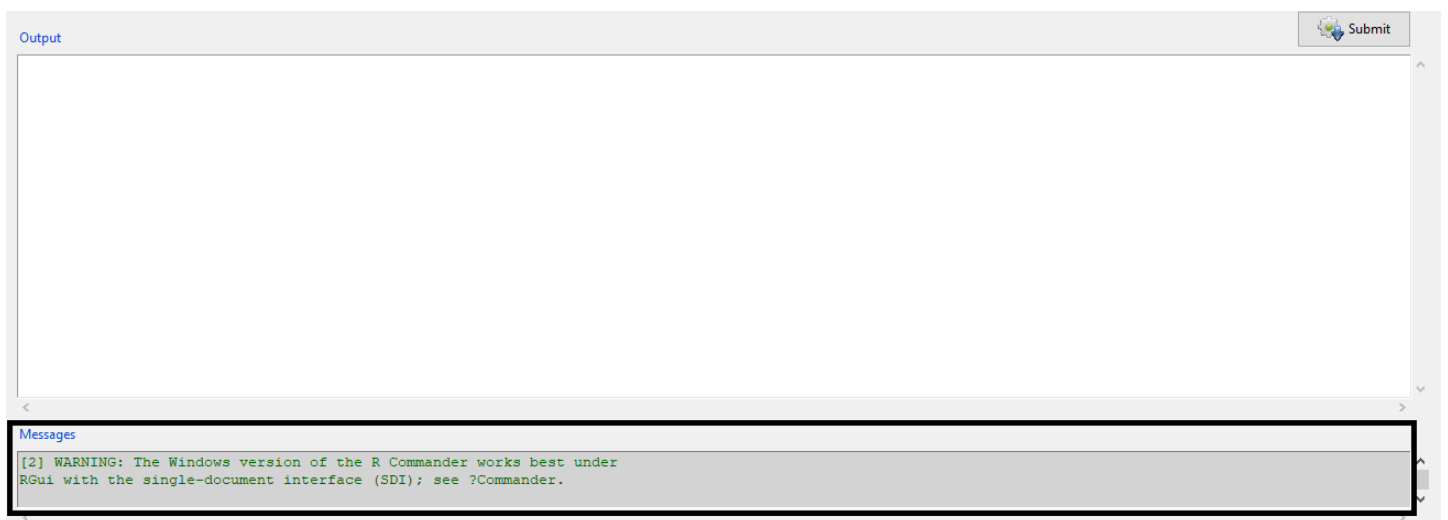 Submit
Output
Messages
[2] WARNING: The Windows version of the R Commander works best under
RGui with the single-document interface (SDI); see ?Commander.